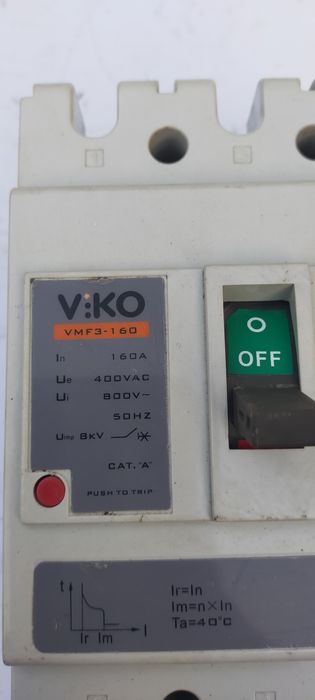 ViKO
VMF3-160
In 160A
Ue 400VAC
Ui 800V~
50HZ
Uimp 8kV
CAT. "A"
PUSH TO TRIP
O
OFF
t
Ir Im I
Ir=In
Im=n×In
Ta=40°C